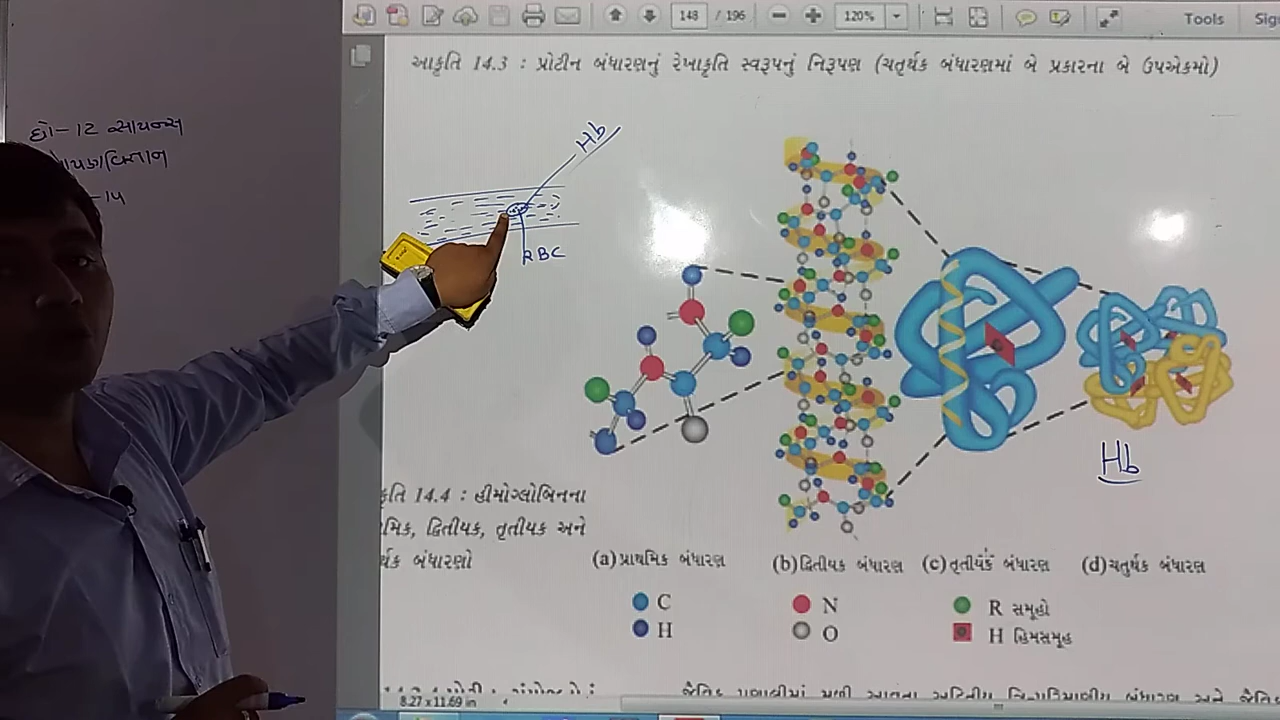 148 / 196
120%
Tools
આકૃતિ 14.3 : પ્રોટીન બંધારણનું રેખાકૃતિ સ્વરૂપનું નિરૂપણ (ચતુર્થક બંધારણમાં બે પ્રકારના બે ઉપએકમો)
ધો-12 સાયન્સ
-14
Hb
RBC
Hb
14.4 : હીમોગ્લોબિનના
દ્વિતીયક, તૃતીયક અને
બંધારણો
(a)પ્રાથમિક બંધારણ
(b)દ્વિતીયક બંધારણ
(c)તૃતીયક બંધારણ
(d)ચતુર્થક બંધારણ
C
N
R સમૂહો
H
O
H હિમસમૂહ
8.27 x 11.69 in